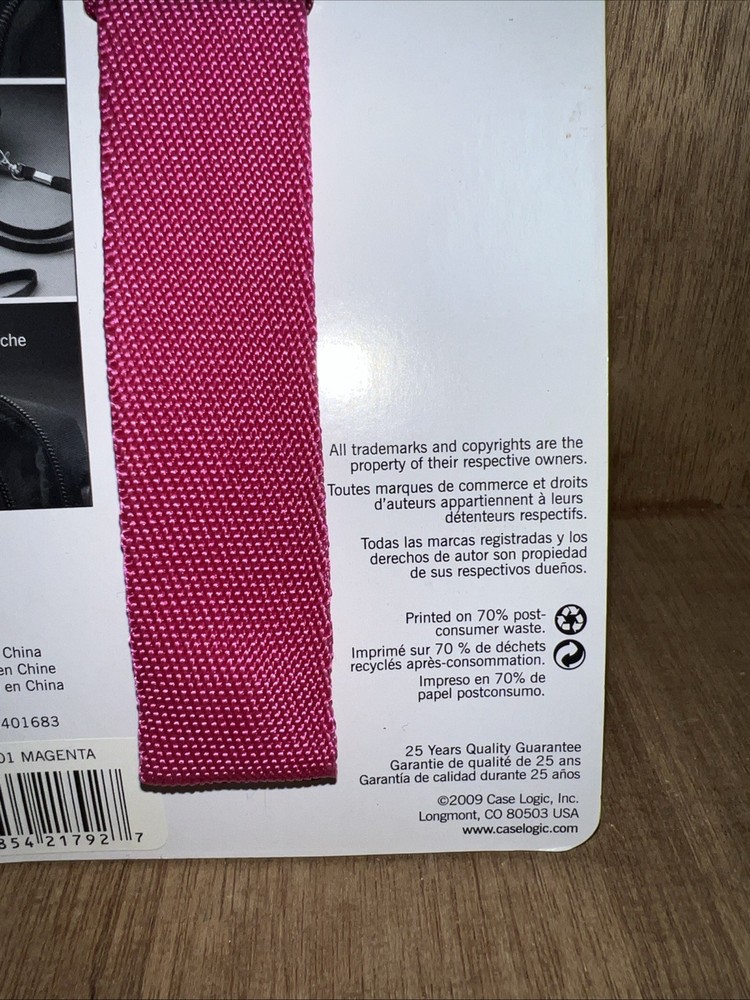 che
All trademarks and copyrights are the
property of their respective owners.
Toutes marques de commerce et droits
d'auteurs appartiennent à leurs
détenteurs respectifs.
Todas las marcas registradas y los
derechos de autor son propiedad
de sus respectivos dueños.
Printed on 70% post-
consumer waste.
Imprimé sur 70 % de déchets
recyclés après-consommation.
Impreso en 70% de
papel postconsumo.
China
en Chine
en China
401683
01 MAGENTA
854 21792 7
25 Years Quality Guarantee
Garantie de qualité de 25 ans
Garantía de calidad durante 25 años
©2009 Case Logic, Inc.
Longmont, CO 80503 USA
www.caselogic.com